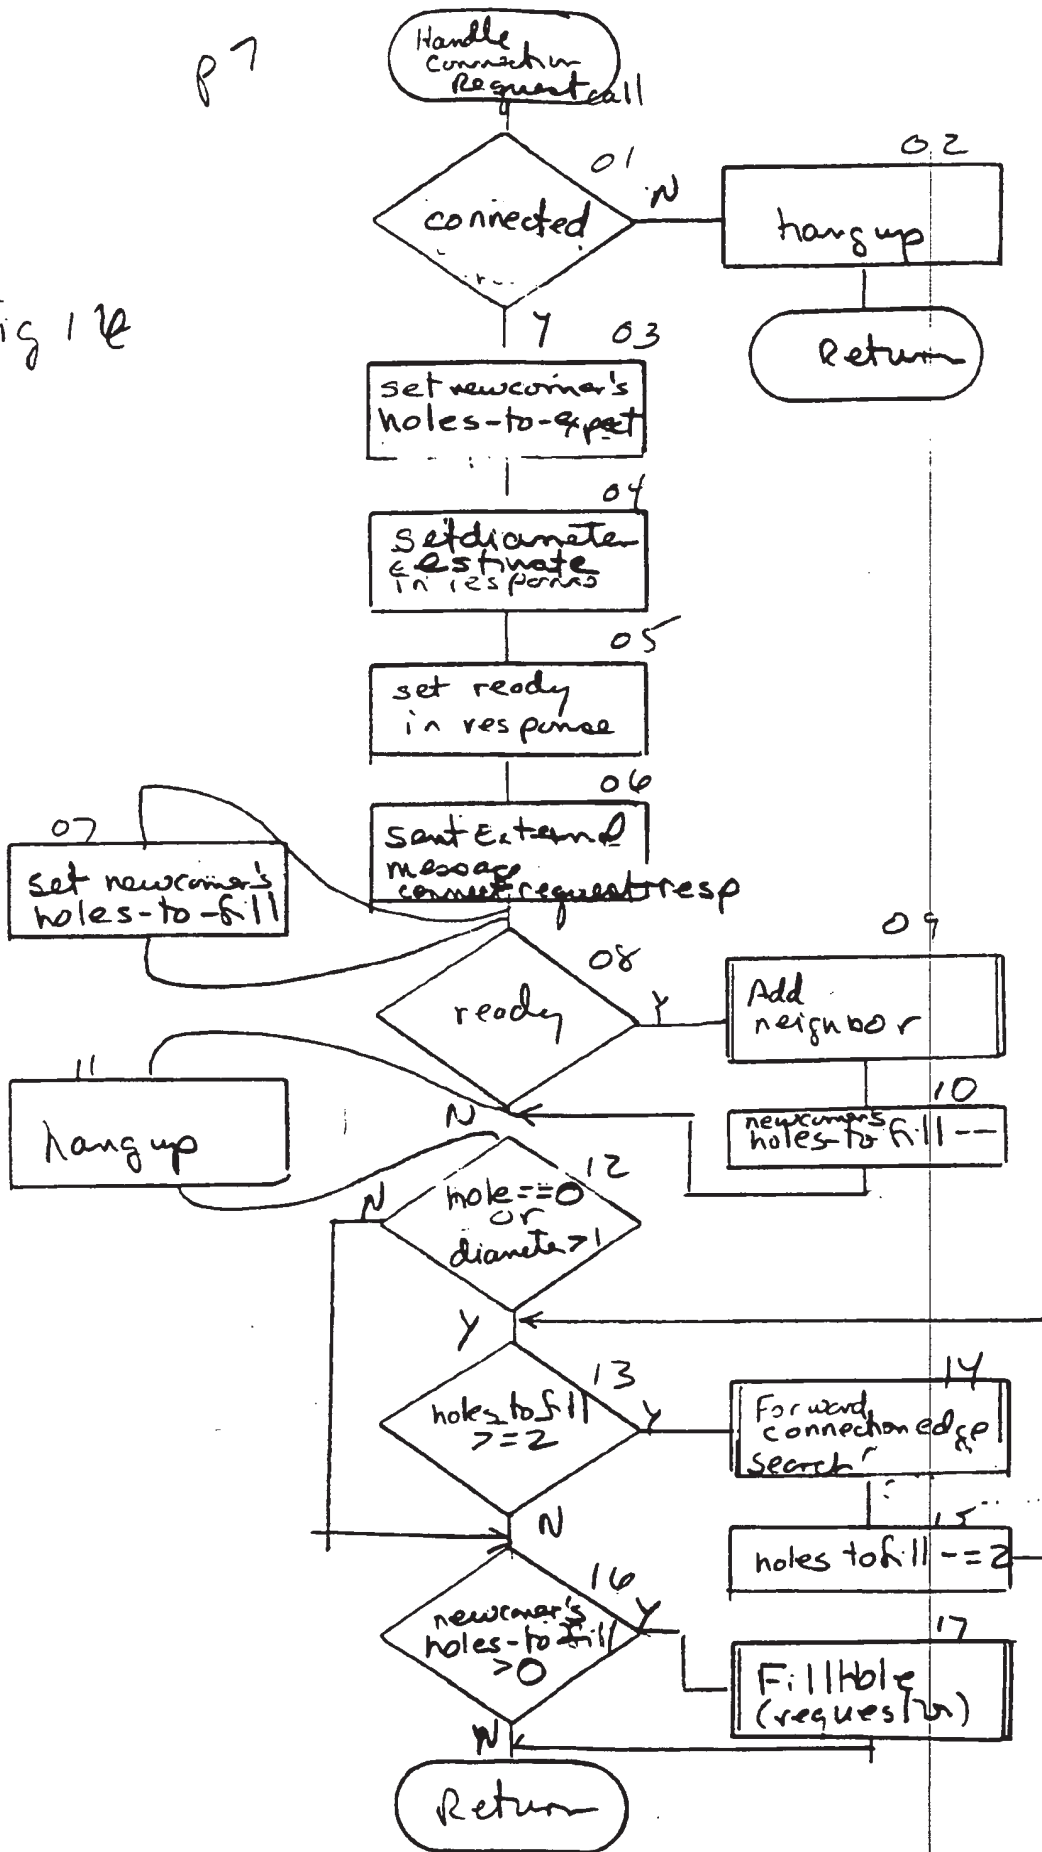 p 7
Handle
Connection
Request call
01
connected
N
02
hang up
Return
Y
03
set newcomer's
holes-to-expect
04
set diameter
estimate
in response
05
set ready
in response
06
sent External
message
connect.request resp
07
set newcomer's
holes-to-fill
08
ready
Y
09
Add
neighbor
10
newcomer's
holes-to fill --
N
11
hang up
12
hole==0
or
diameter>1
N
Y
13
holes to fill
>=2
Y
14
Forward
connection edge
search
15
holes to fill -=2
N
16
newcomer's
holes-to-fill
>0
Y
17
Fill Hole
(requestor)
N
Return